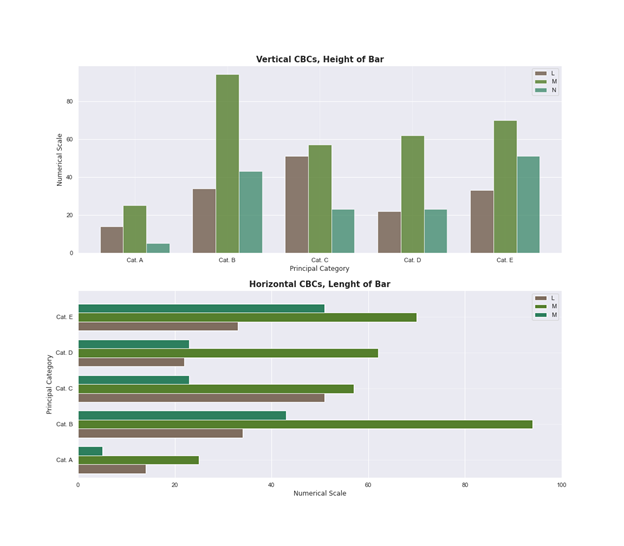 Vertical CBCs, Height of Bar
L
M
N
Numerical Scale
80
60
40
20
0
Cat. A Cat. B Cat. C Cat. D Cat. E
Principal Category
Horizontal CBCs, Lenght of Bar
L
M
M
Principal Category
Cat. E
Cat. D
Cat. C
Cat. B
Cat. A
0 20 40 60 80 100
Numerical Scale